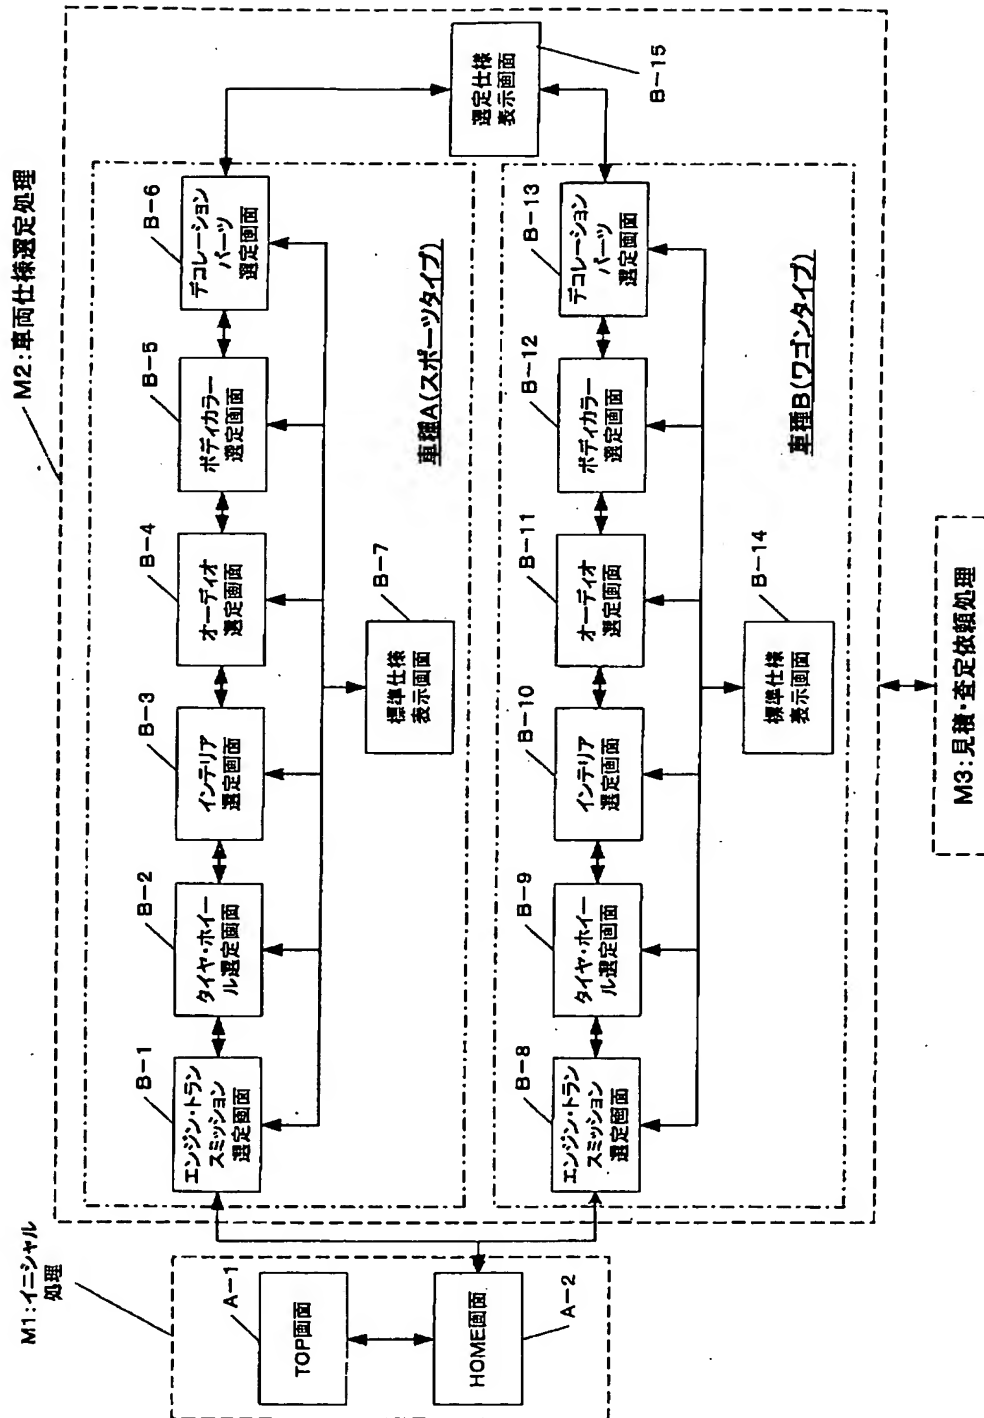 M1:イニシャル
処理
A-1
TOP画面
HOME画面
A-2
M2:車両仕様選定処理
B-1
エンジン・トラン
スミッション
選定画面
B-2
タイヤ・ホイー
ル選定画面
B-3
インテリア
選定画面
B-4
オーディオ
選定画面
B-5
ボディカラー
選定画面
B-6
デコレーション
パーツ
選定画面
B-7
標準仕様
表示画面
車種A(スポーツタイプ)
B-8
エンジン・トラン
スミッション
選定画面
B-9
タイヤ・ホイー
ル選定画面
B-10
インテリア
選定画面
B-11
オーディオ
選定画面
B-12
ボディカラー
選定画面
B-13
デコレーション
パーツ
選定画面
B-14
標準仕様
表示画面
車種B(ワゴンタイプ)
選定仕様
表示画面
B-15
M3:見積・査定依頼処理